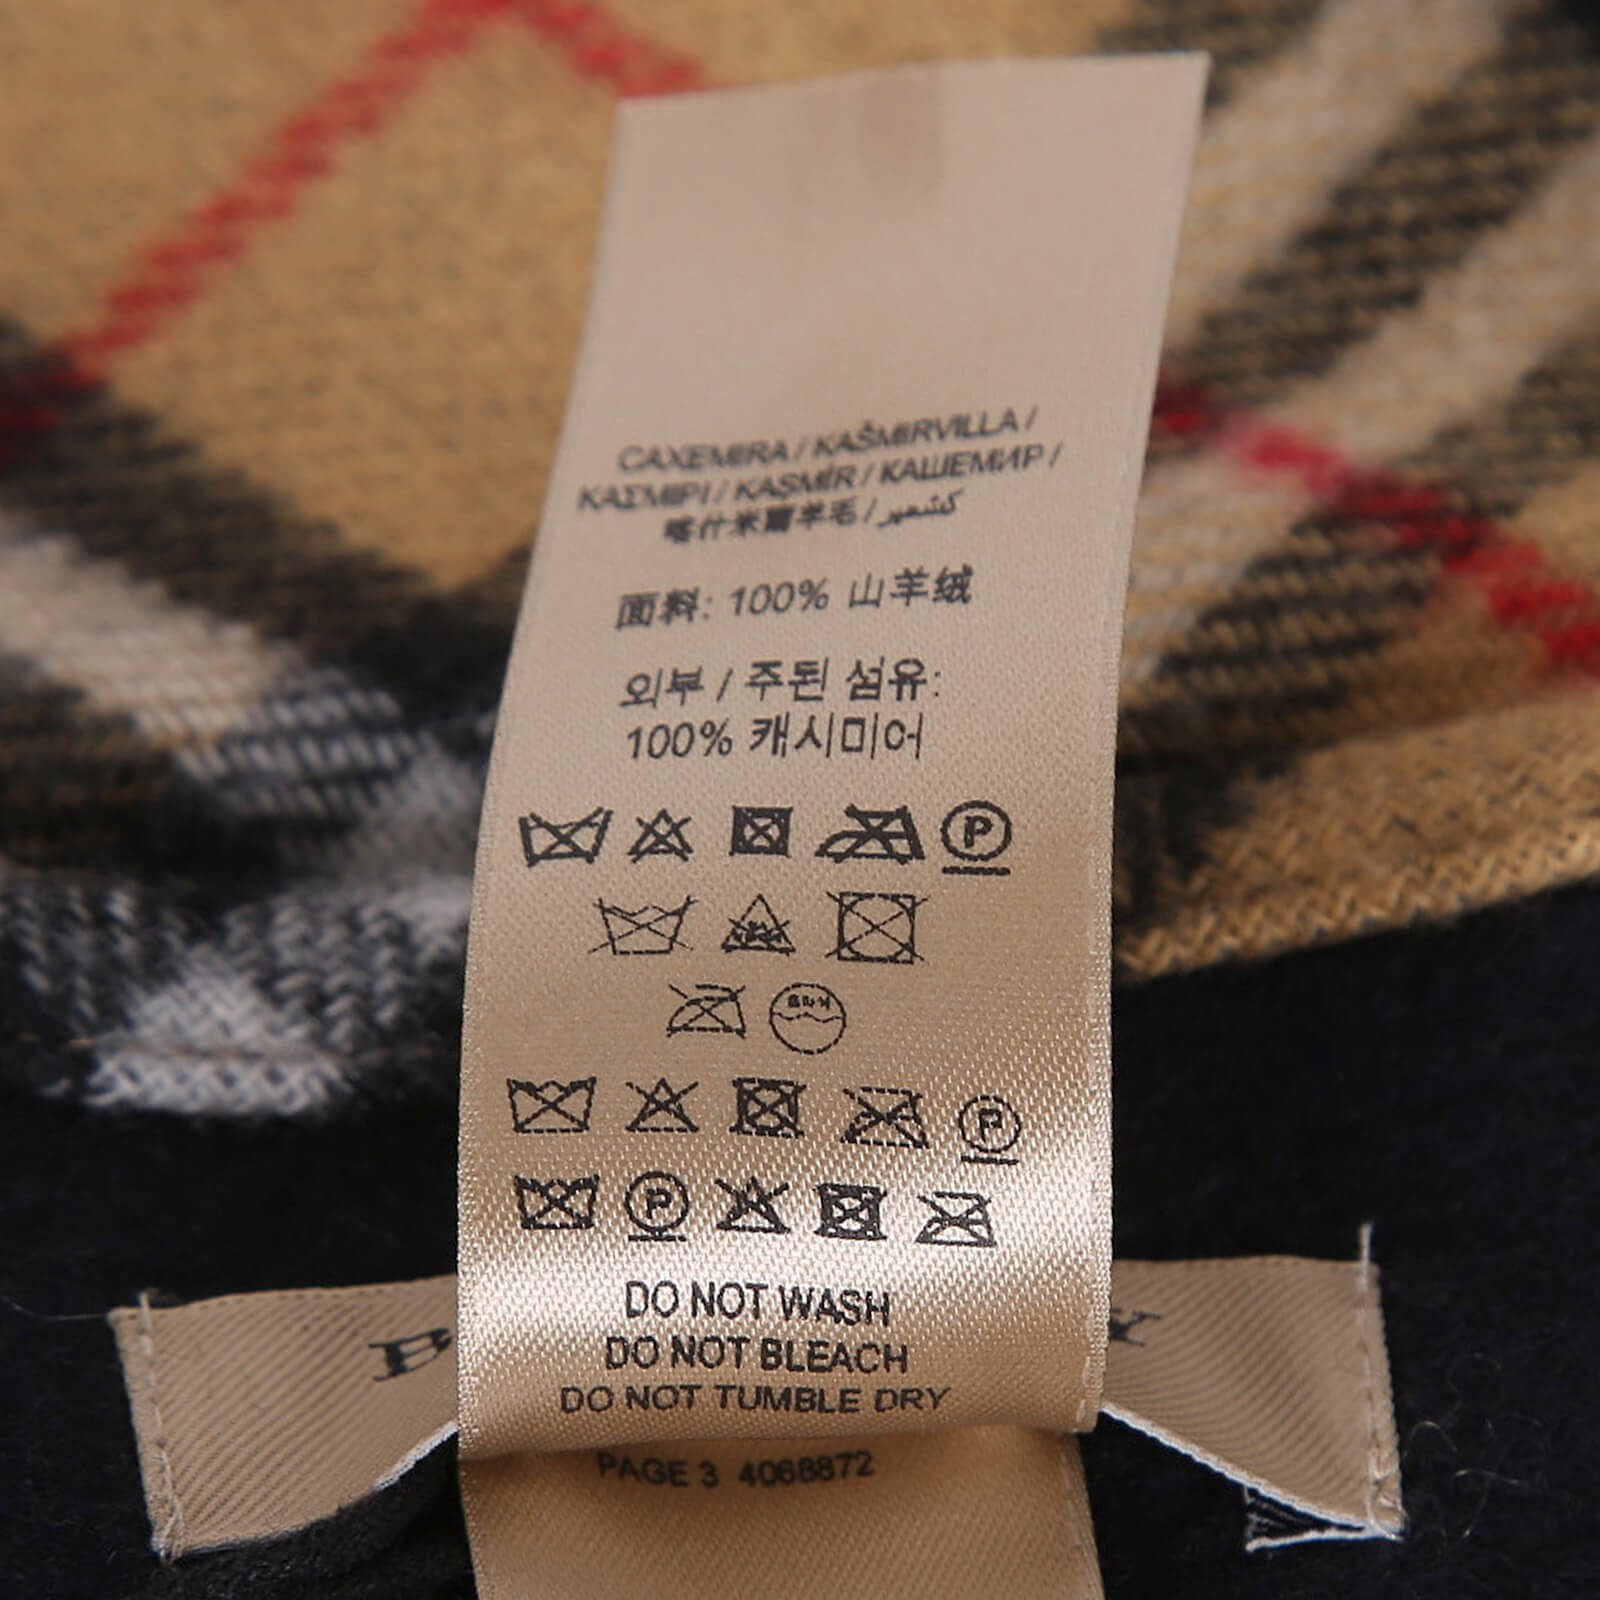 CAXEMIRA / KAŠMIRVILLA /
ΚΑΣΜΙΡΙ / KAŞMİR / КАШЕМИР /
喀什米爾羊毛 / كشمير
面料: 100% 山羊绒
외부 / 주된 섬유:
100% 캐시미어
P
P
P
DO NOT WASH
DO NOT BLEACH
DO NOT TUMBLE DRY
PAGE 3 4068872